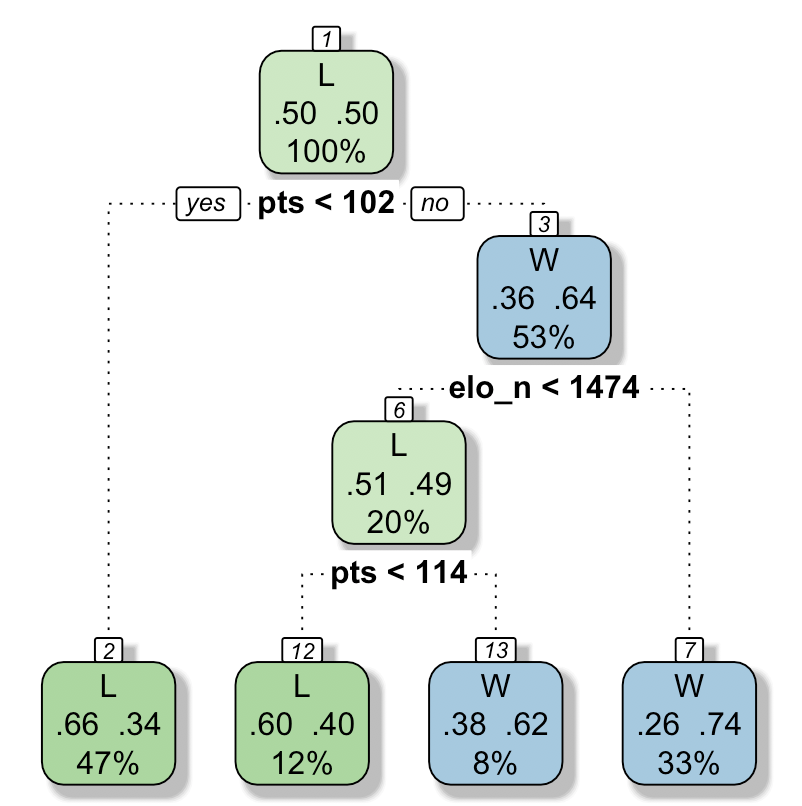 1
L
.50 .50
100%
yes pts < 102 no
3
W
.36 .64
53%
elo_n < 1474
6
L
.51 .49
20%
pts < 114
2
L
.66 .34
47%
12
L
.60 .40
12%
13
W
.38 .62
8%
7
W
.26 .74
33%